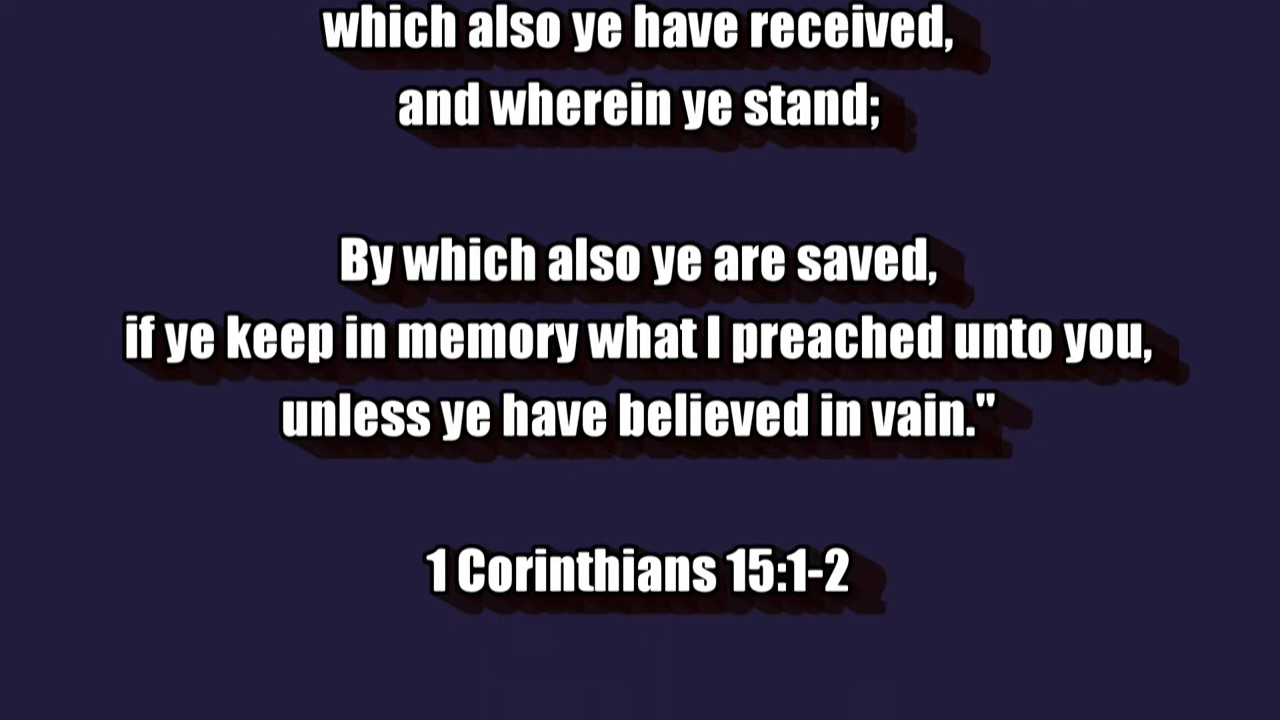 which also ye have received,
and wherein ye stand;
By which also ye are saved,
if ye keep in memory what I preached unto you,
unless ye have believed in vain."
1 Corinthians 15:1-2